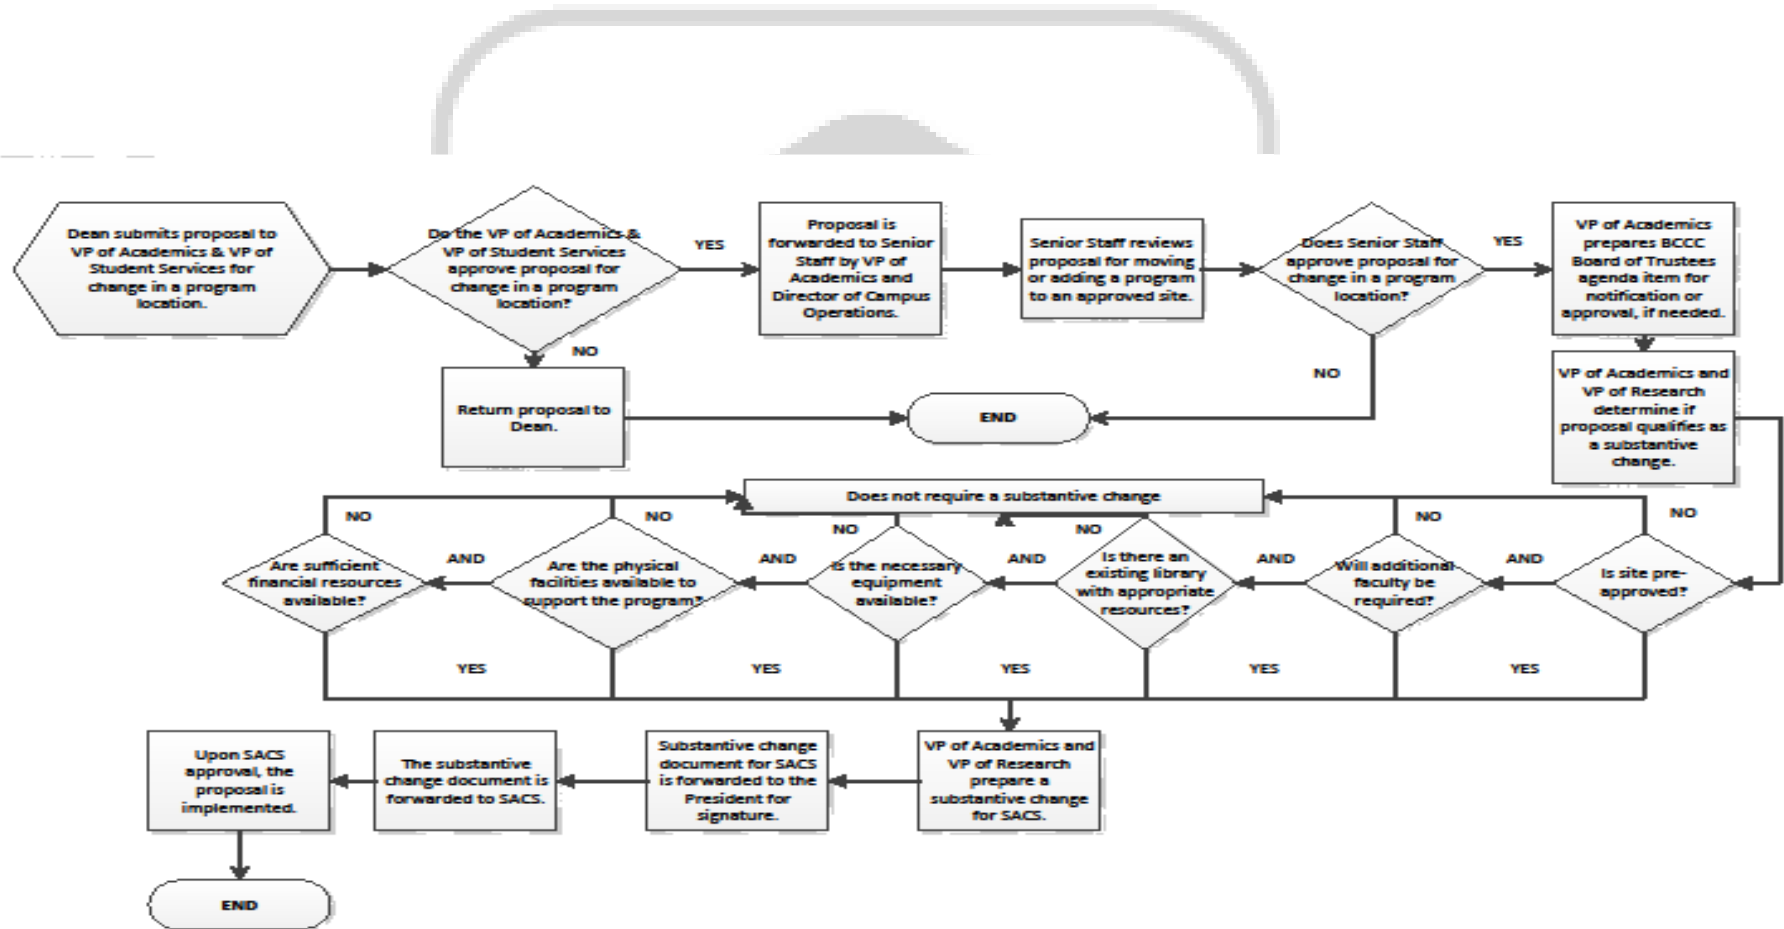 Dean submits proposal to
VP of Academics & VP of
Student Services for
change in a program
location.
Do the VP of Academics &
VP of Student Services
approve proposal for
change in a program
location?
YES
Proposal is
forwarded to Senior
Staff by VP of
Academics and
Director of Campus
Operations.
Senior Staff reviews
proposal for moving
or adding a program
to an approved site.
Does Senior Staff
approve proposal for
change in a program
location?
YES
VP of Academics
prepares BCCC
Board of Trustees
agenda item for
notification or
approval, if needed.
NO
Return proposal to
Dean.
END
NO
VP of Academics and
VP of Research
determine if
proposal qualifies as
a substantive
change.
Does not require a substantive change
NO
NO
NO
NO
NO
NO
Are sufficient
financial resources
available?
AND
Are the physical
facilities available to
support the program?
AND
Is the necessary
equipment
available?
AND
Is there an
existing library
with appropriate
resources?
AND
Will additional
faculty be
required?
AND
Is site pre-
approved?
YES
YES
YES
YES
YES
Upon SACS
approval, the
proposal is
implemented.
The substantive
change document is
forwarded to SACS.
Substantive change
document for SACS
is forwarded to the
President for
signature.
VP of Academics and
VP of Research
prepare a
substantive change
for SACS.
END